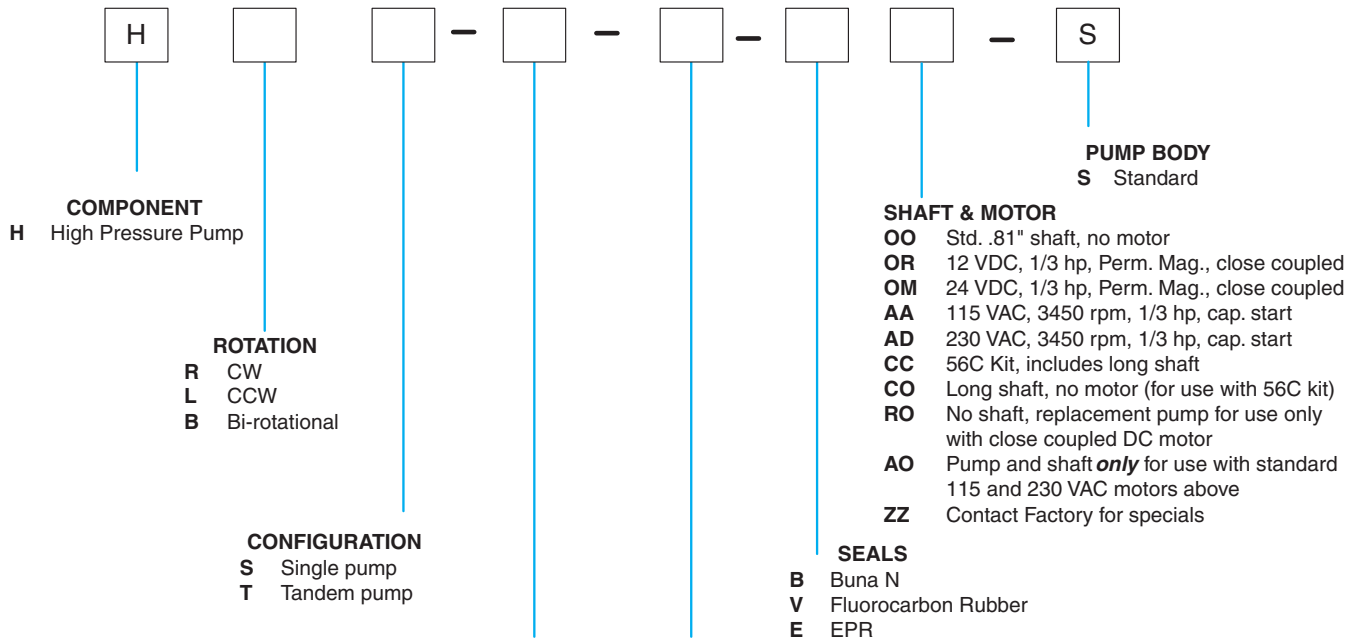 H – – – – S
PUMP BODY
S Standard
COMPONENT
H High Pressure Pump
SHAFT & MOTOR
OO Std. .81" shaft, no motor
OR 12 VDC, 1/3 hp, Perm. Mag., close coupled
OM 24 VDC, 1/3 hp, Perm. Mag., close coupled
AA 115 VAC, 3450 rpm, 1/3 hp, cap. start
AD 230 VAC, 3450 rpm, 1/3 hp, cap. start
CC 56C Kit, includes long shaft
CO Long shaft, no motor (for use with 56C kit)
RO No shaft, replacement pump for use only
with close coupled DC motor
AO Pump and shaft only for use with standard
115 and 230 VAC motors above
ZZ Contact Factory for specials
ROTATION
R CW
L CCW
B Bi-rotational
CONFIGURATION
S Single pump
T Tandem pump
SEALS
B Buna N
V Fluorocarbon Rubber
E EPR